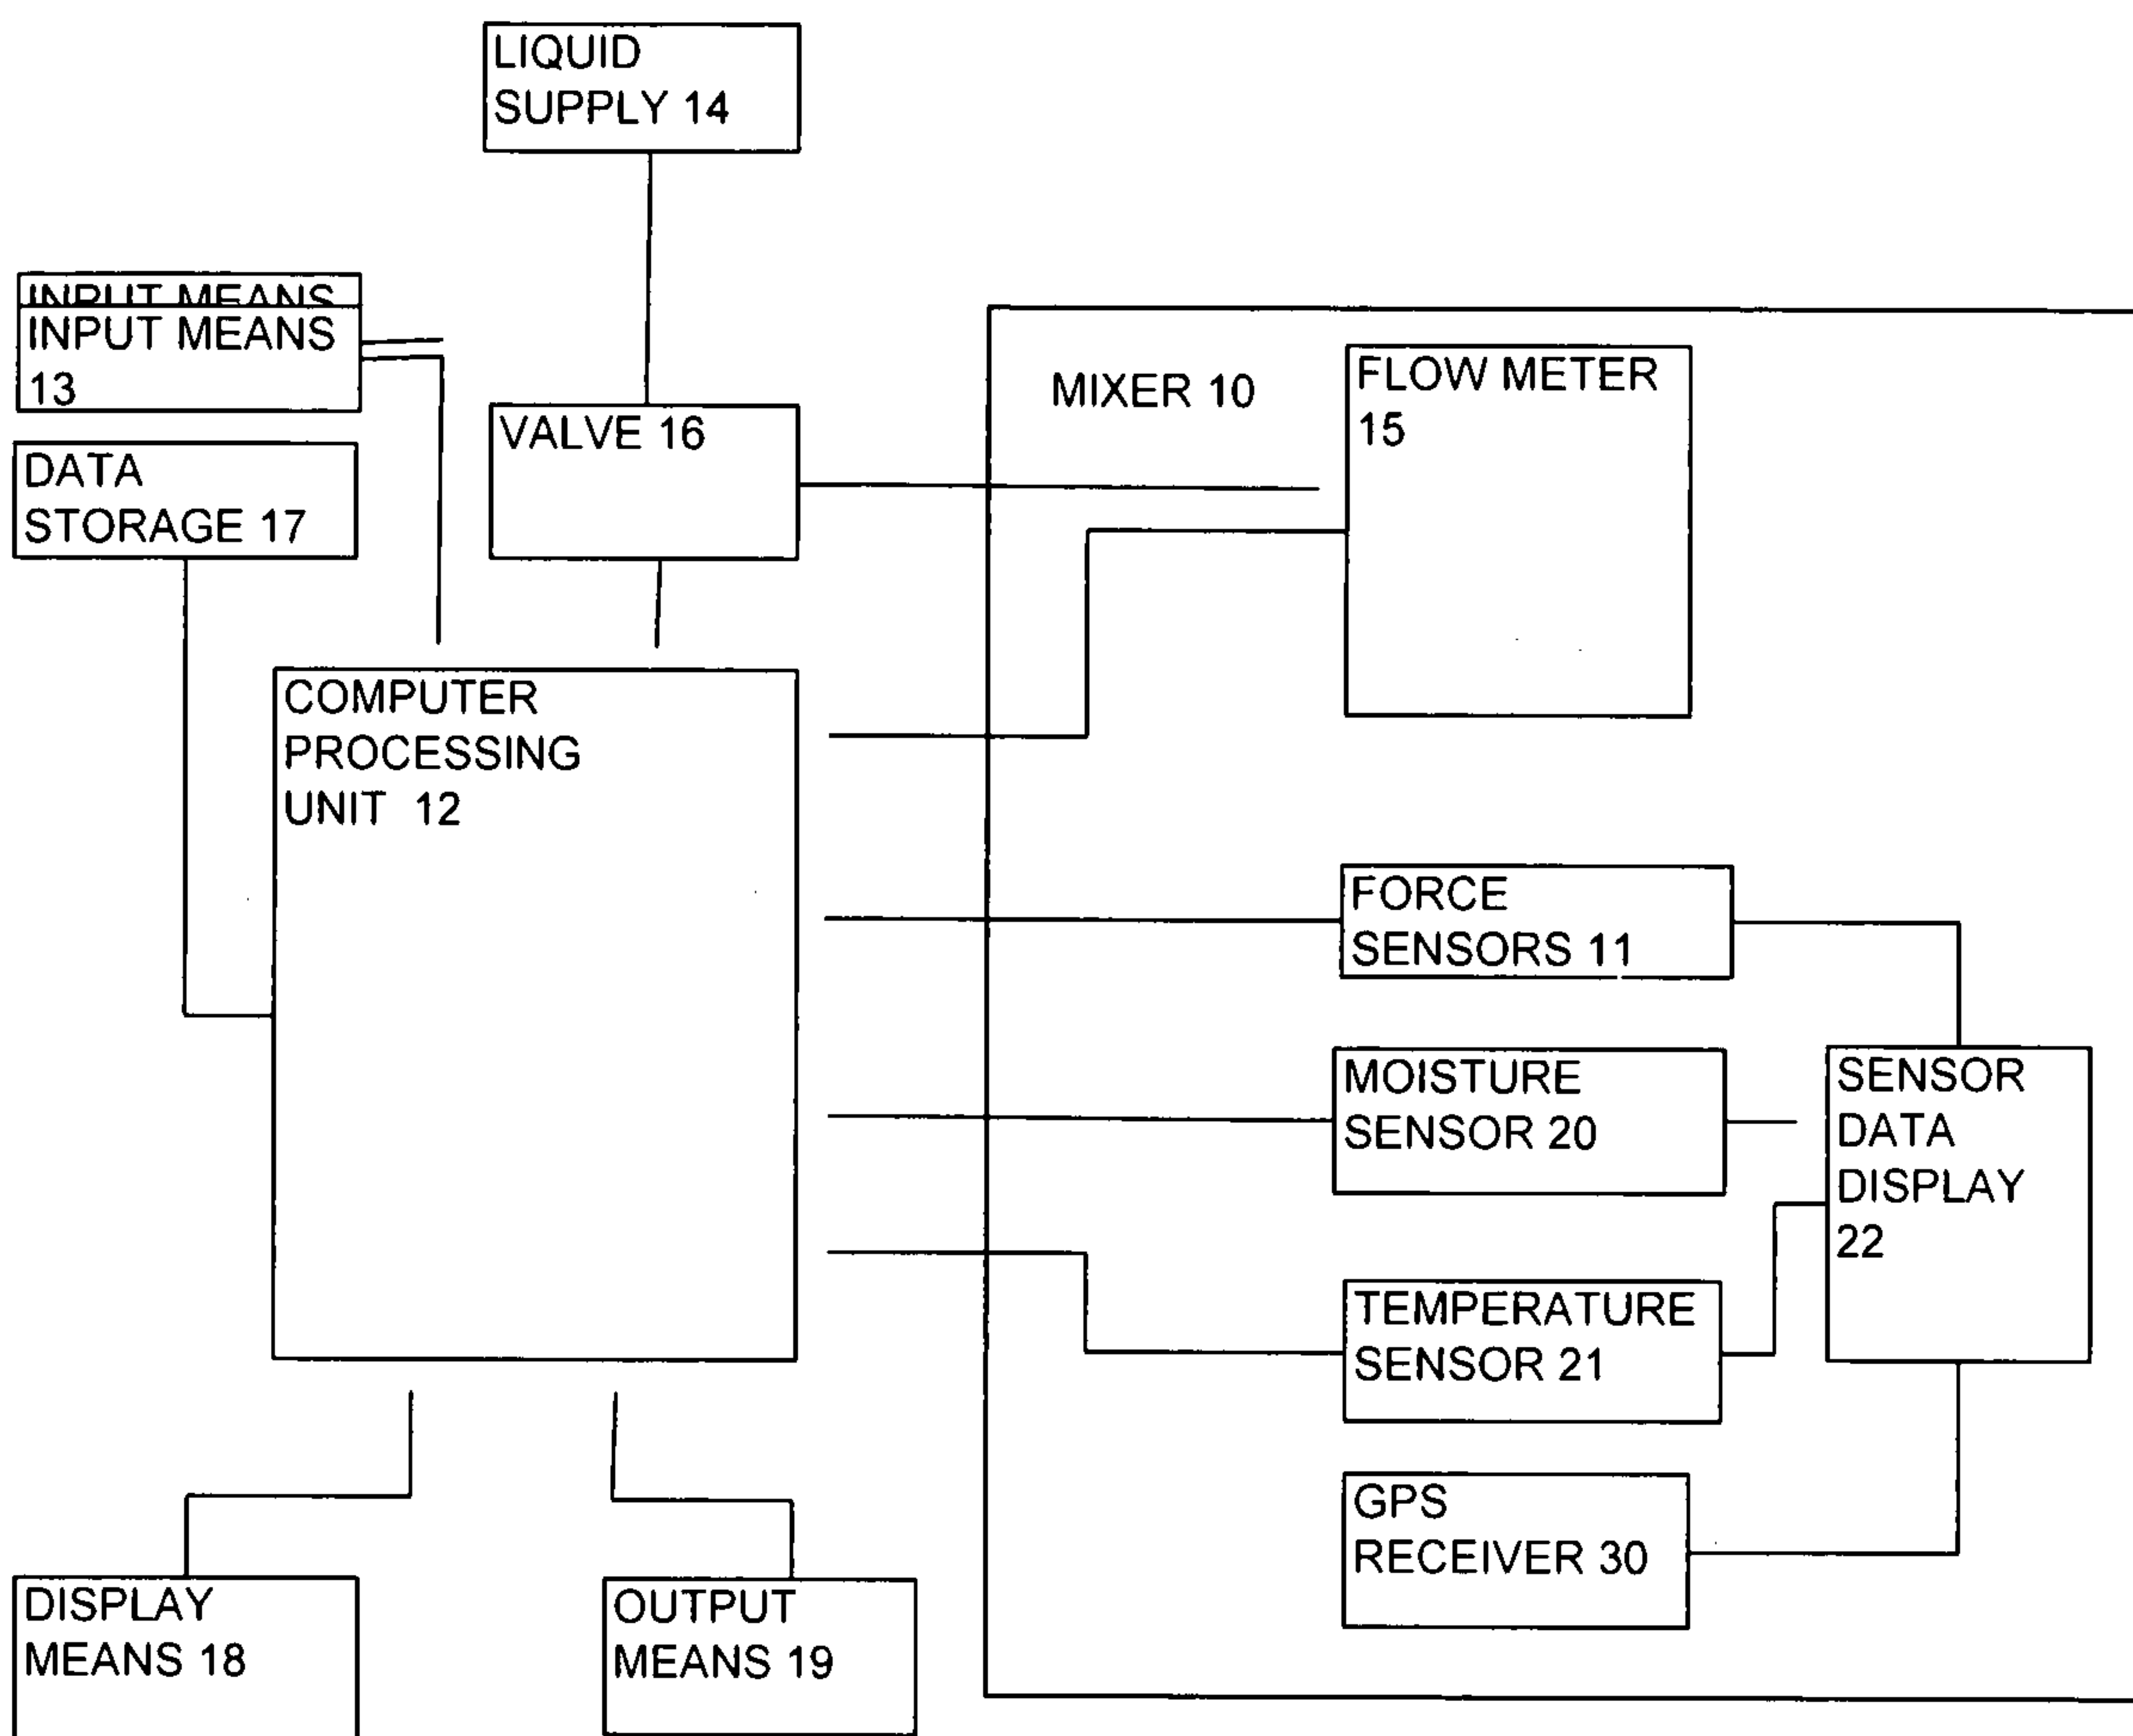 LIQUID
SUPPLY 14
INPUT MEANS
INPUT MEANS
13
DATA
STORAGE 17
VALVE 16
MIXER 10
FLOW METER
15
COMPUTER
PROCESSING
UNIT 12
FORCE
SENSORS 11
MOISTURE
SENSOR 20
SENSOR
DATA
DISPLAY
22
TEMPERATURE
SENSOR 21
GPS
RECEIVER 30
DISPLAY
MEANS 18
OUTPUT
MEANS 19